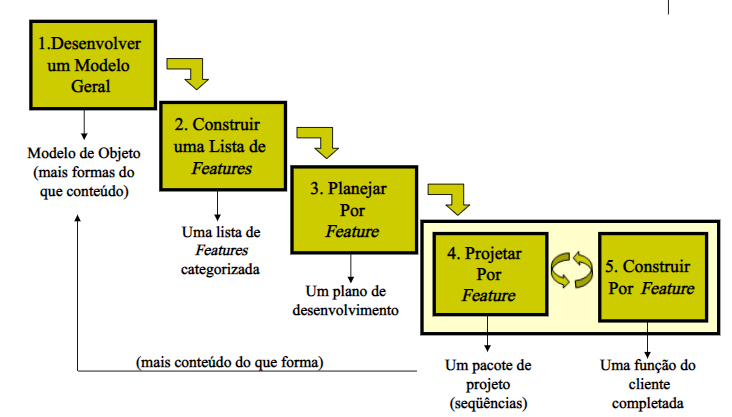 1.Desenvolver
um Modelo
Geral
Modelo de Objeto
(mais formas do
que conteúdo)
2. Construir
uma Lista de
Features
Uma lista de
Features
categorizada
3. Planejar
Por
Feature
Um plano de
desenvolvimento
4. Projetar
Por
Feature
5. Construir
Por Feature
(mais conteúdo do que forma)
Um pacote de
projeto
(seqüências)
Uma função do
cliente
completada